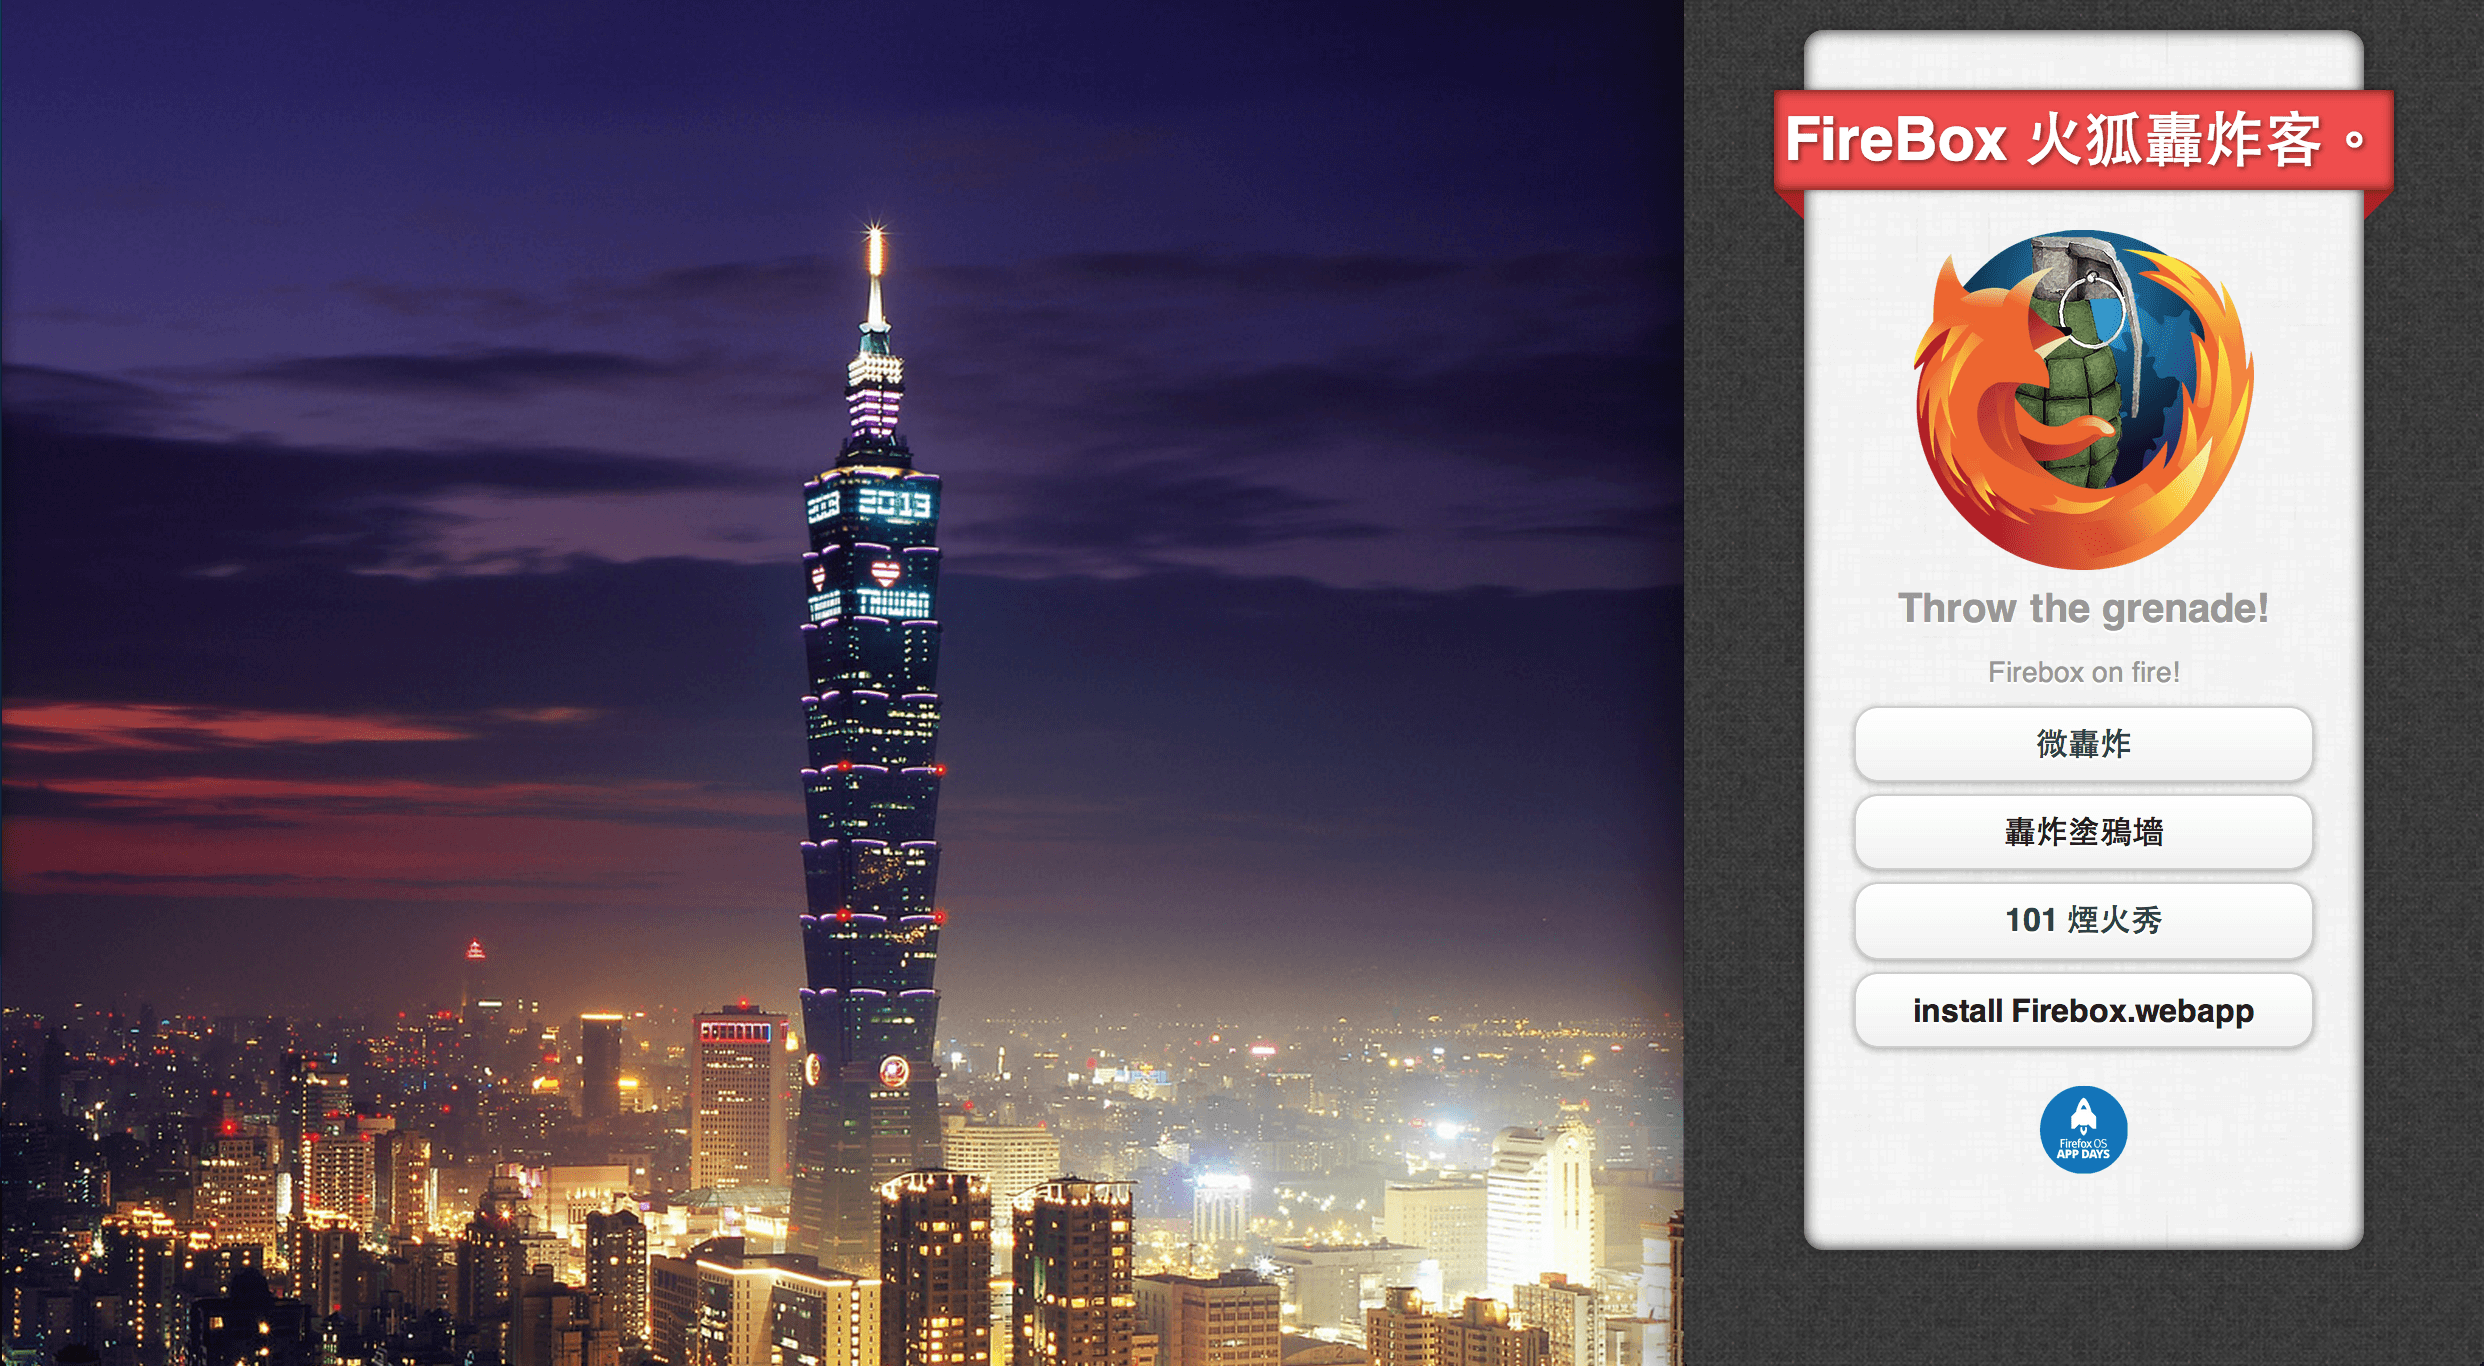 2013
FireBox 火狐轟炸客。
Throw the grenade!
Firebox on fire!
微轟炸
轟炸塗鴉墻
101 煙火秀
install Firebox.webapp
Firefox OS
APP DAYS